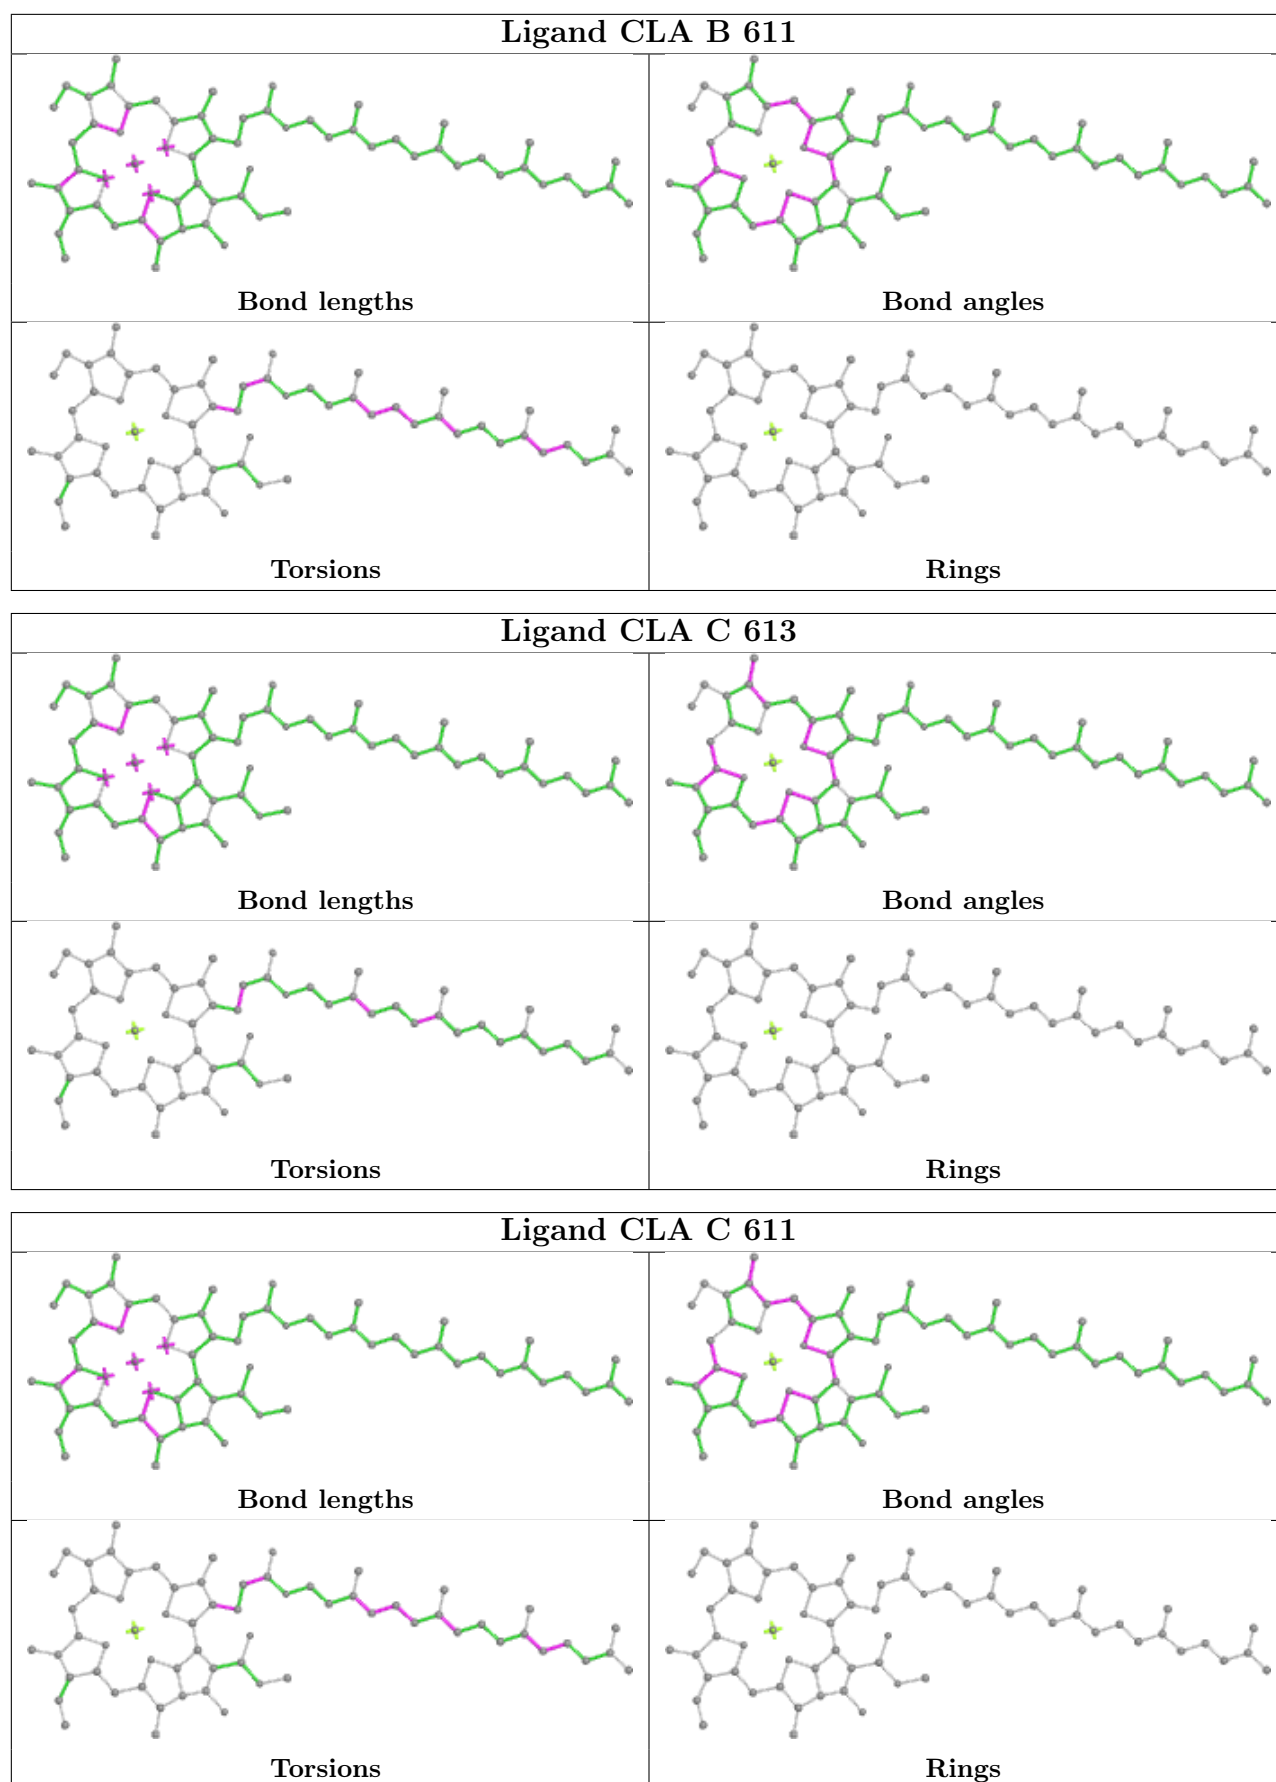 Ligand CLA B 611
Bond lengths
Bond angles
Torsions
Rings
Ligand CLA C 613
Bond lengths
Bond angles
Torsions
Rings
Ligand CLA C 611
Bond lengths
Bond angles
Torsions
Rings